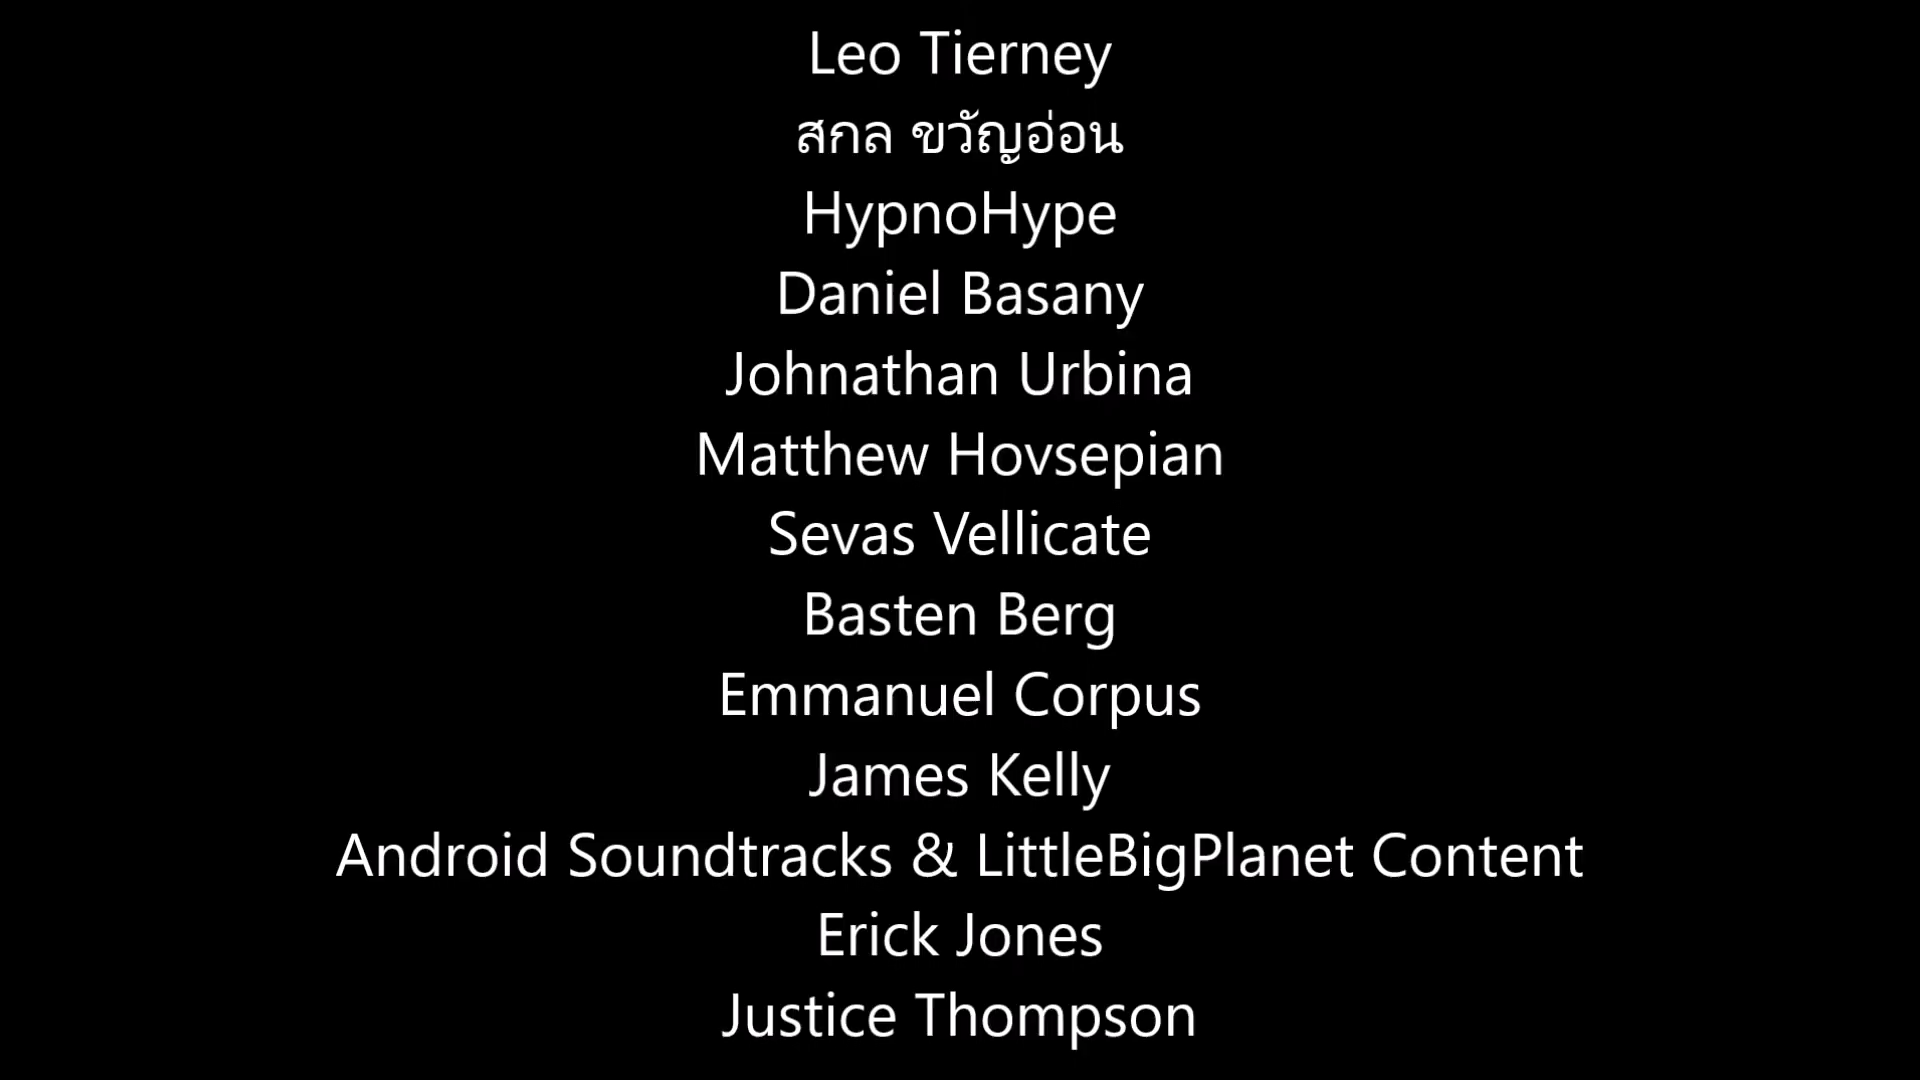 Leo Tierney
สกล ขวัญอ่อน
HypnoHype
Daniel Basany
Johnathan Urbina
Matthew Hovsepian
Sevas Vellicate
Basten Berg
Emmanuel Corpus
James Kelly
Android Soundtracks & LittleBigPlanet Content
Erick Jones
Justice Thompson